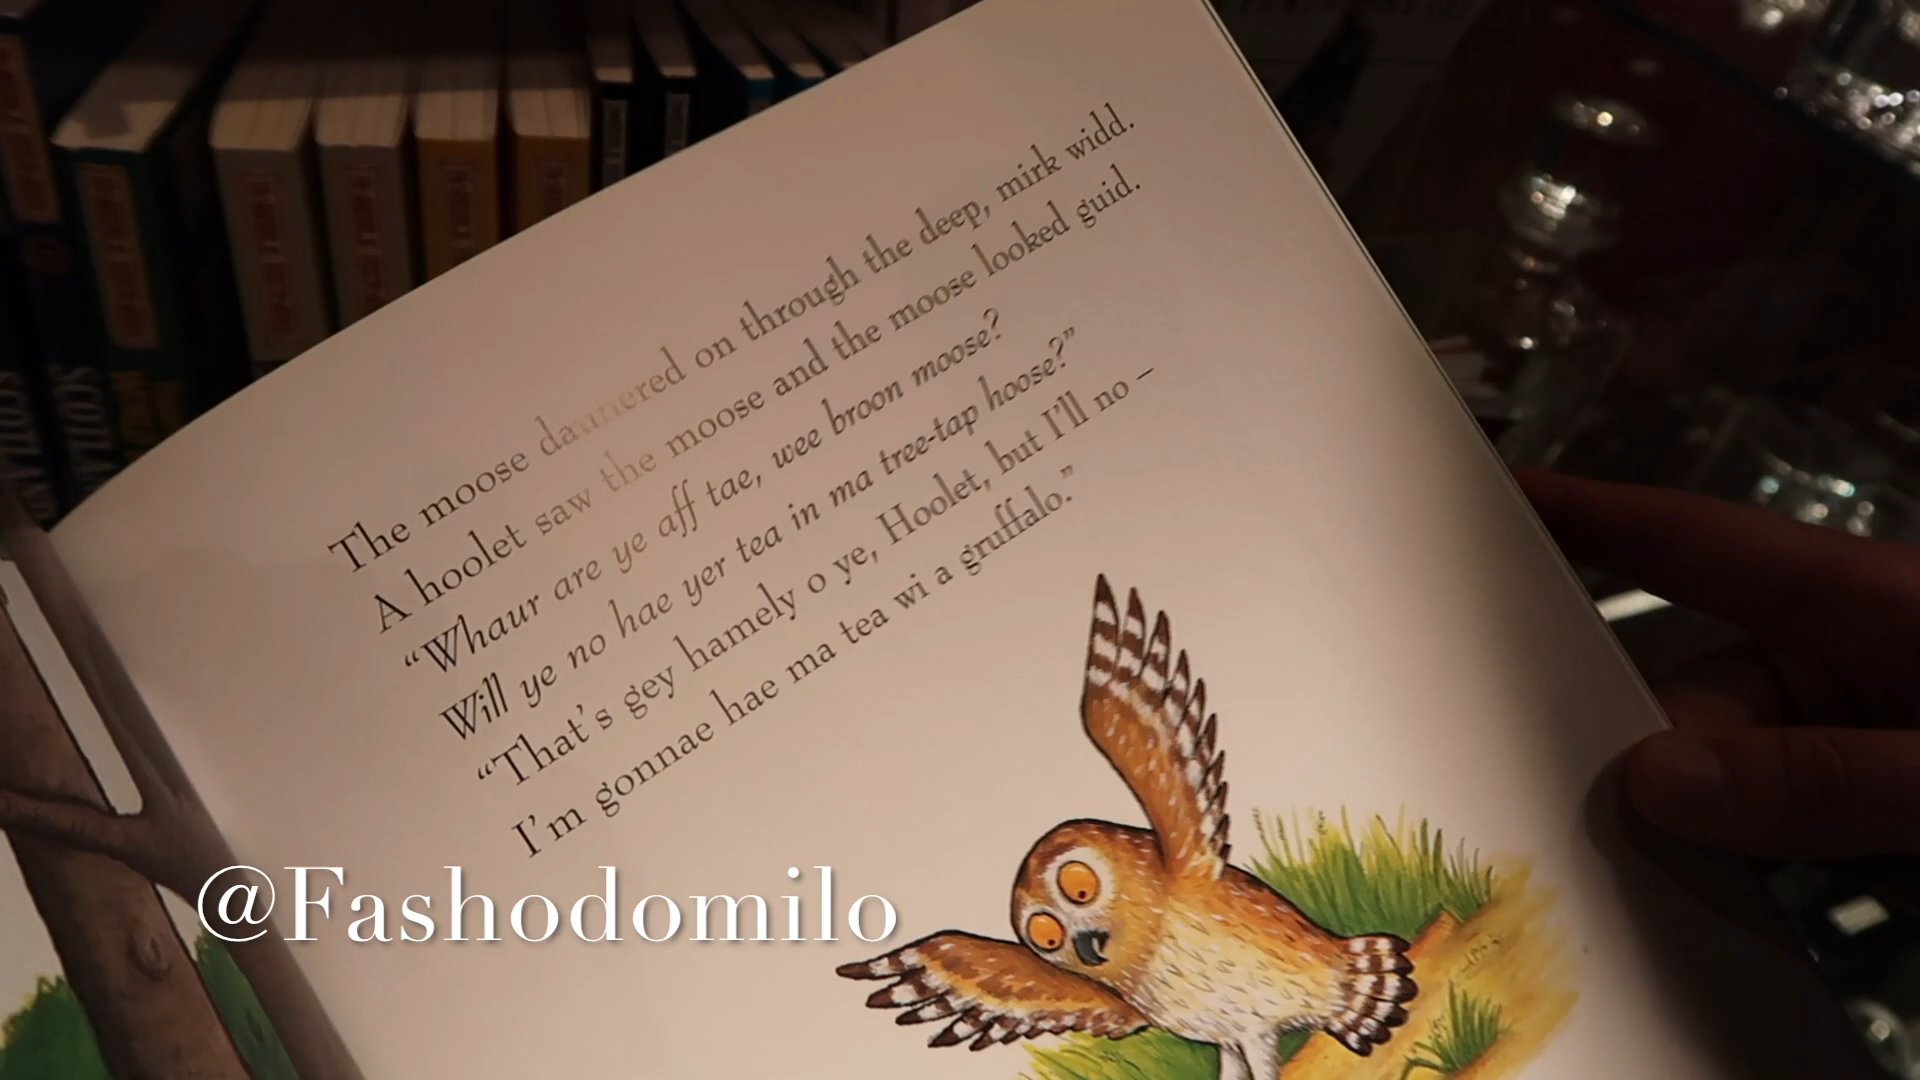 The moose daunered on through the deep, mirk widd.
A hoolet saw the moose and the moose looked guid.
“Whaur are ye aff tae, wee broon moose?
Will ye no hae yer tea in ma tree-tap hoose?”
“That’s gey hamely o ye, Hoolet, but I’ll no –
I’m gonnae hae ma tea wi a gruffalo.”
@Fashodomilo